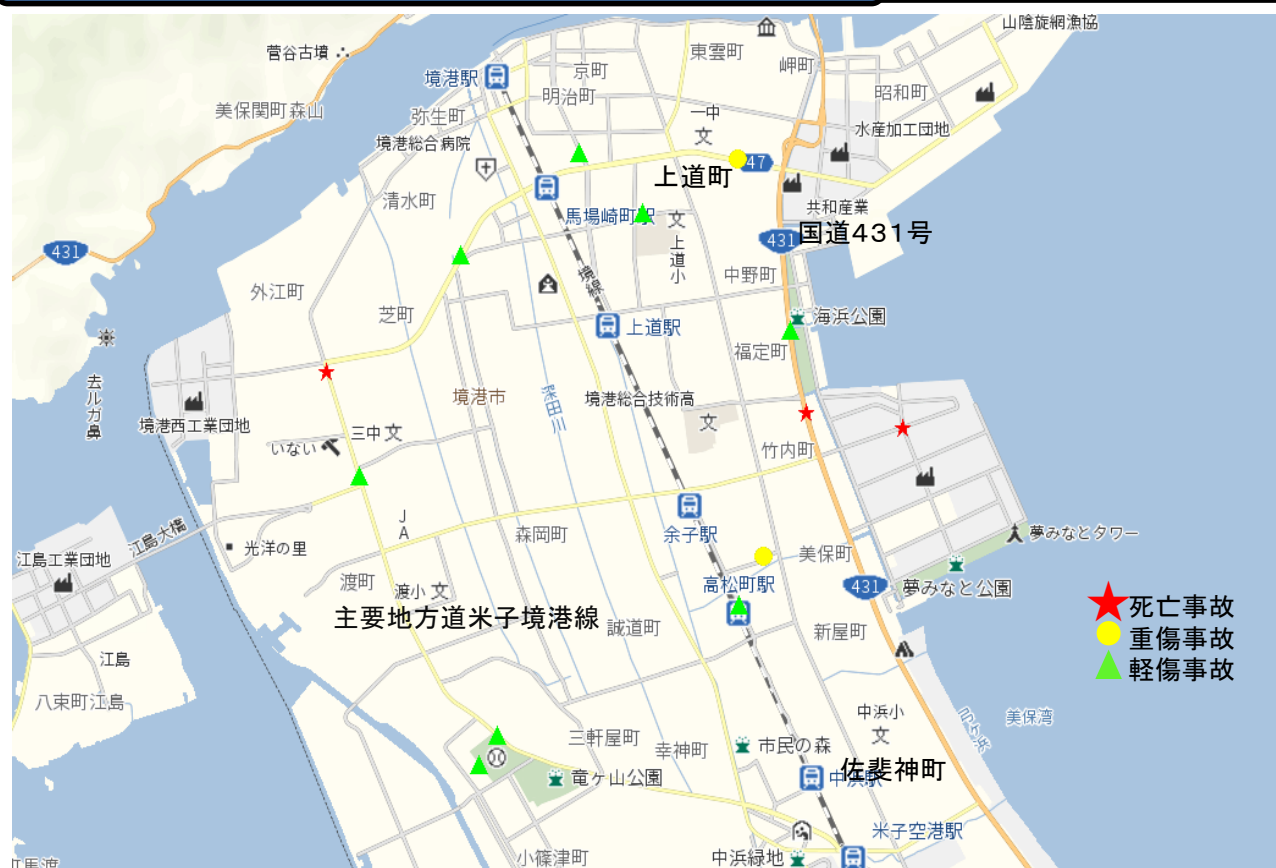 山陰旋網漁協
菅谷古墳
東雲町
岬町
境港駅
京町
明治町
昭和町
美保関町森山
弥生町
一中
文
水産加工団地
境港総合病院
47
上道町
清水町
馬場崎町駅
文
共和産業
国道431号
431
431
上道小
境線
中野町
外江町
芝町
上道駅
海浜公園
福定町
去ルガ鼻
境港市
深田川
境港総合技術高
文
境港西工業団地
いない
三中 文
竹内町
JA
森岡町
余子駅
江島大橋
光洋の里
江島工業団地
夢みなとタワー
美保町
渡町
渡小 文
高松町駅
431
夢みなと公園
死亡事故
主要地方道米子境港線
誠道町
新屋町
重傷事故
軽傷事故
江島
八束町江島
中浜小
文
弓ヶ浜
美保湾
三軒屋町
幸神町
市民の森
佐斐神町
中浜駅
竜ケ山公園
米子空港駅
小篠津町
中浜緑地